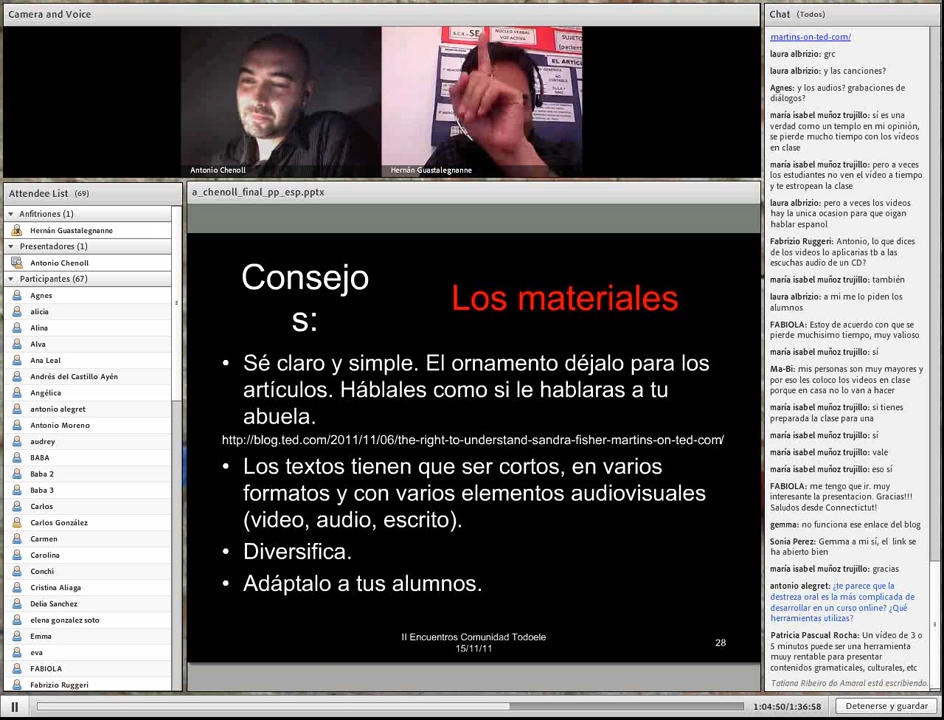 Camera and Voice
S.C.R.-SE
NÚCLEO VERBAL
VOZ ACTIVA
SUJETO
(pacient
EL ARTÍCUL
Antonio Chenoll
Hernán Guastalegnanne
Attendee List (69)
Anfitriones (1)
Hernán Guastalegnanne
Presentadores (1)
Antonio Chenoll
Participantes (67)
Agnes
alicia
Alina
Alva
Ana Leal
Andrés del Castillo Ayén
Angélica
antonio alegret
Antonio Moreno
audrey
BABA
Baba 2
Baba 3
Carlos
Carlos González
Carmen
Carolina
Conchi
Cristina Aliaga
Delia Sanchez
elena gonzalez soto
Emma
eva
FABIOLA
Fabrizio Ruggeri
a_chenoll_final_pp_esp.pptx
Consejo
s:
Los materiales
• Sé claro y simple. El ornamento déjalo para los
artículos. Háblales como si le hablaras a tu
abuela.
http://blog.ted.com/2011/11/06/the-right-to-understand-sandra-fisher-martins-on-ted-com/
• Los textos tienen que ser cortos, en varios
formatos y con varios elementos audiovisuales
(video, audio, escrito).
• Diversifica.
• Adáptalo a tus alumnos.
II Encuentros Comunidad Todoele
15/11/11
28
Chat (Todos)
martins-on-ted-com/
laura albrizio: grc
laura albrizio: y las canciones?
Agnes: y los audios? grabaciones de
diálogos?
maría isabel muñoz trujillo: sí es una
verdad como un templo en mi opinión,
se pierde mucho tiempo con los vídeos
en clase
maría isabel muñoz trujillo: pero a veces
los estudiantes no ven el vídeo a tiempo
y te estropean la clase
laura albrizio: pero a veces los videos
hay la unica ocasion para que oigan
hablar espanol
Fabrizio Ruggeri: Antonio, lo que dices
de los videos lo aplicarias tb a las
escuchas audio de un CD?
maría isabel muñoz trujillo: también
laura albrizio: a mi me lo piden los
alumnos
FABIOLA: Estoy de acuerdo con que se
pierde muchisimo tiempo, muy valioso
maría isabel muñoz trujillo: sí
Ma-Bi: mis personas son muy mayores y
por eso les coloco los videos en clase
porque en casa no lo van a hacer
maría isabel muñoz trujillo: si tienes
preparada la clase para una
maría isabel muñoz trujillo: sí
maría isabel muñoz trujillo: vale
maría isabel muñoz trujillo: eso sí
FABIOLA: me tengo que ir. muy
interesante la presentacion. Gracias!!!
Saludos desde Connectictut!
gemma: no funciona ese enlace del blog
Sonia Perez: Gemma a mi sí, el link se
ha abierto bien
maría isabel muñoz trujillo: gracias
antonio alegret: ¿te parece que la
destreza oral es la más complicada de
desarrollar en un curso online? ¿Qué
herramientas utilizas?
Patricia Pascual Rocha: Un vídeo de 3 o
5 minutos puede ser una herramienta
muy rentable para presentar
contenidos gramaticales, culturales, etc
Tatiana Ribeiro do Amaral está escribiendo...
1:04:50/1:36:58
Detenerse y guardar